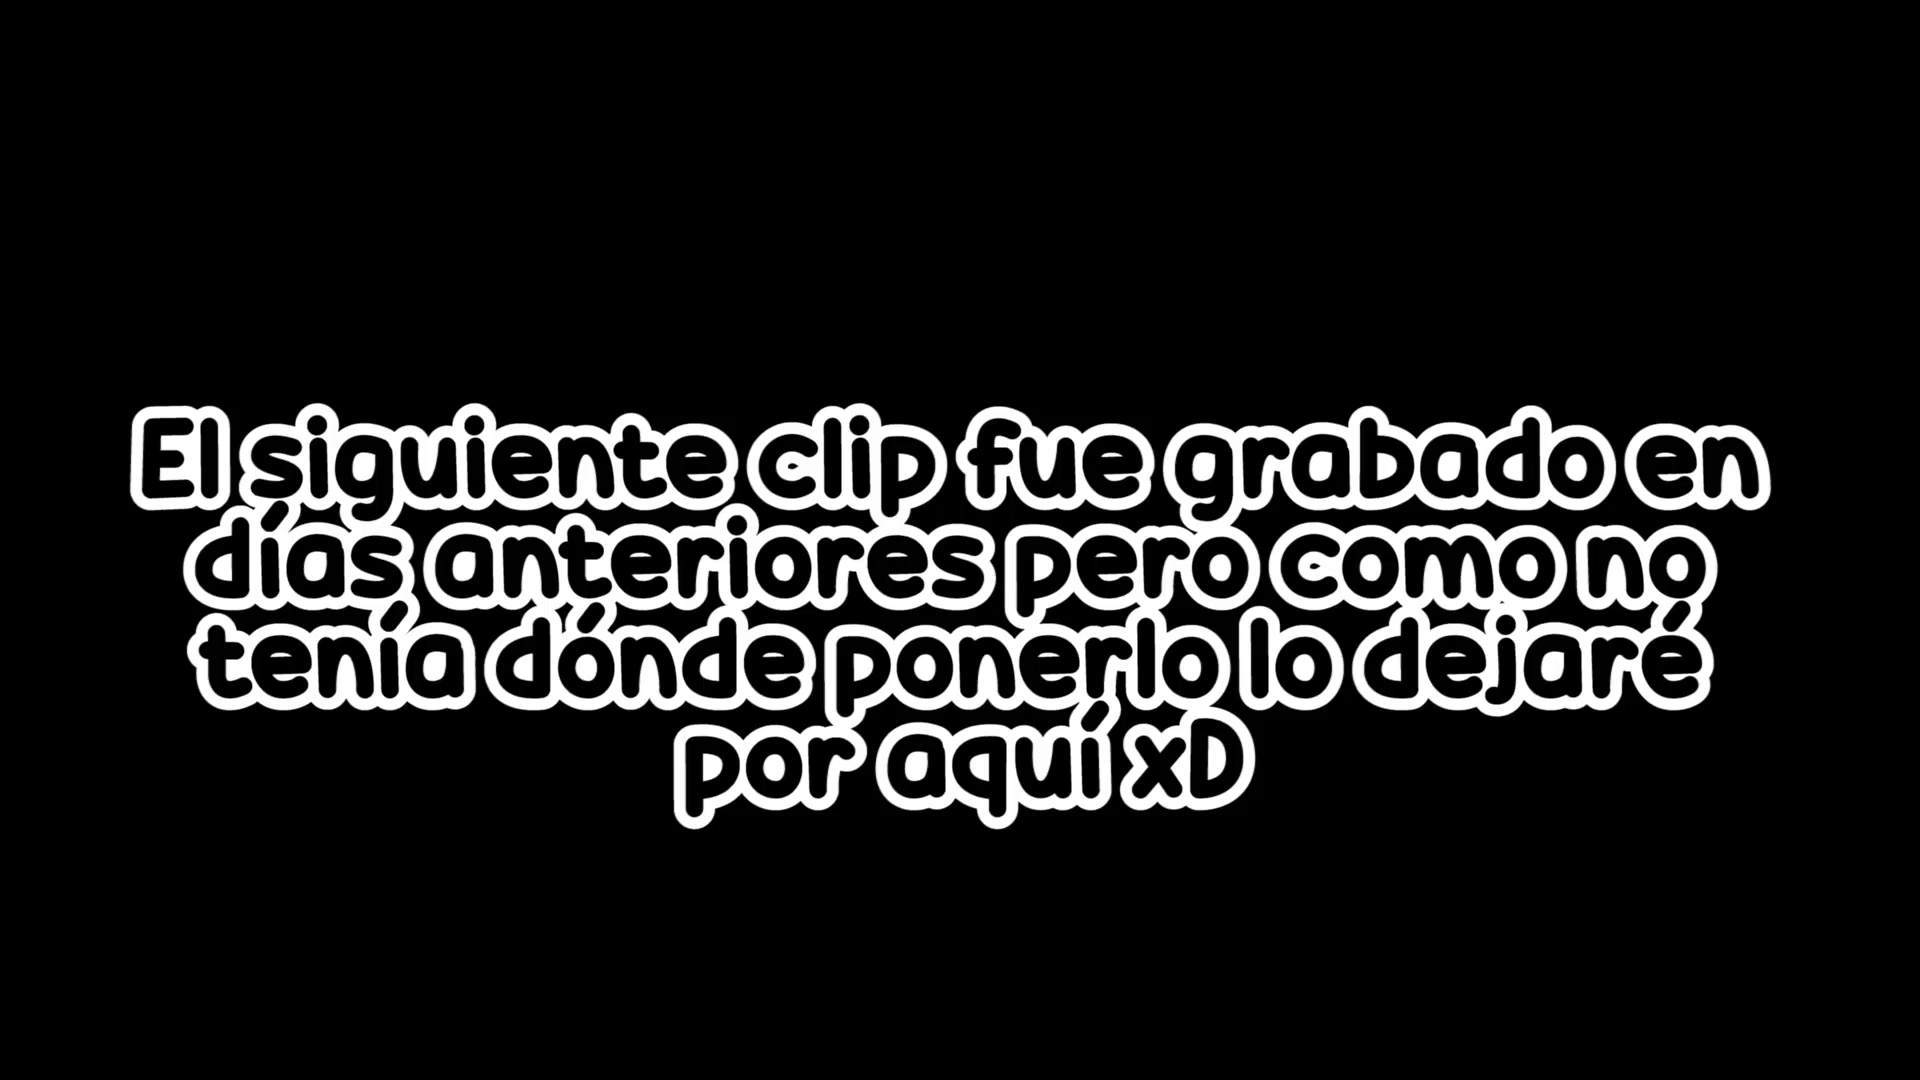 El siguiente clip fue grabado en
días anteriores pero como no
tenía dónde ponerlo lo dejaré
por aquí xD